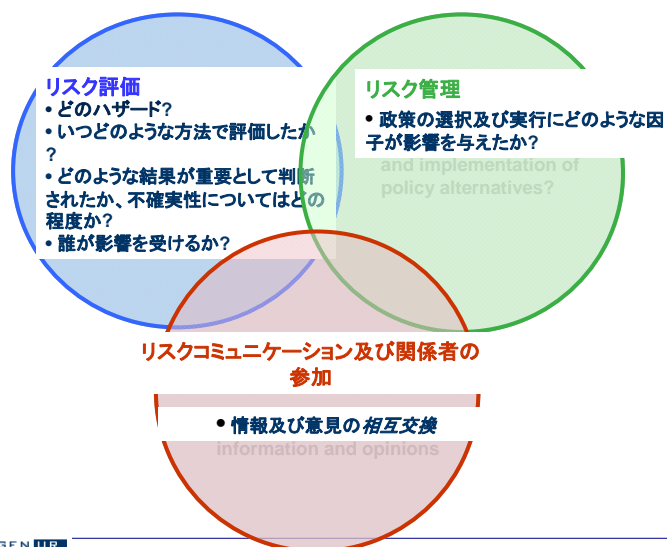 リスク評価
• どのハザード?
• いつどのような方法で評価したか
?
• どのような結果が重要として判断
されたか、不確実性についてはどの
程度か?
• 誰が影響を受けるか?
リスク管理
• 政策の選択及び実行にどのような因
子が影響を与えたか?
and implementation of
policy alternatives?
リスクコミュニケーション及び関係者の
参加
• 情報及び意見の相互交換
information and opinions
GEN UR